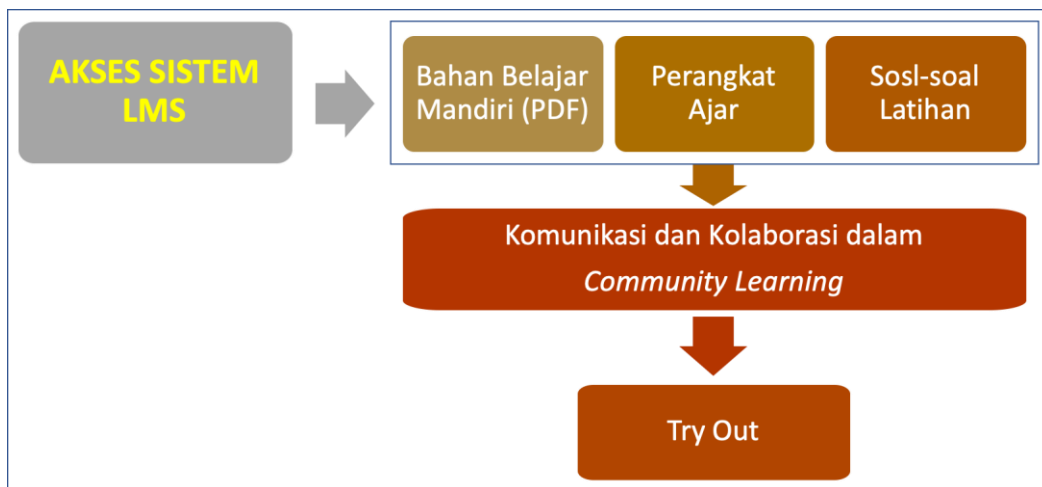 AKSES SISTEM
LMS
Bahan Belajar
Mandiri (PDF)
Perangkat
Ajar
Sosl-soal
Latihan
Komunikasi dan Kolaborasi dalam
Community Learning
Try Out